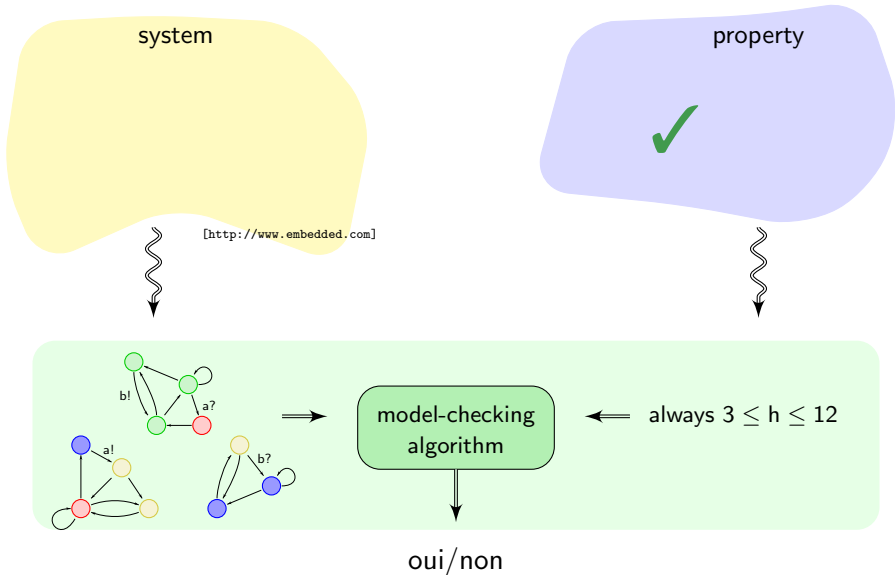 system
property
[http://www.embedded.com]
b!
a?
a!
b?
model-checking
algorithm
always 3 ≤ h ≤ 12
oui/non